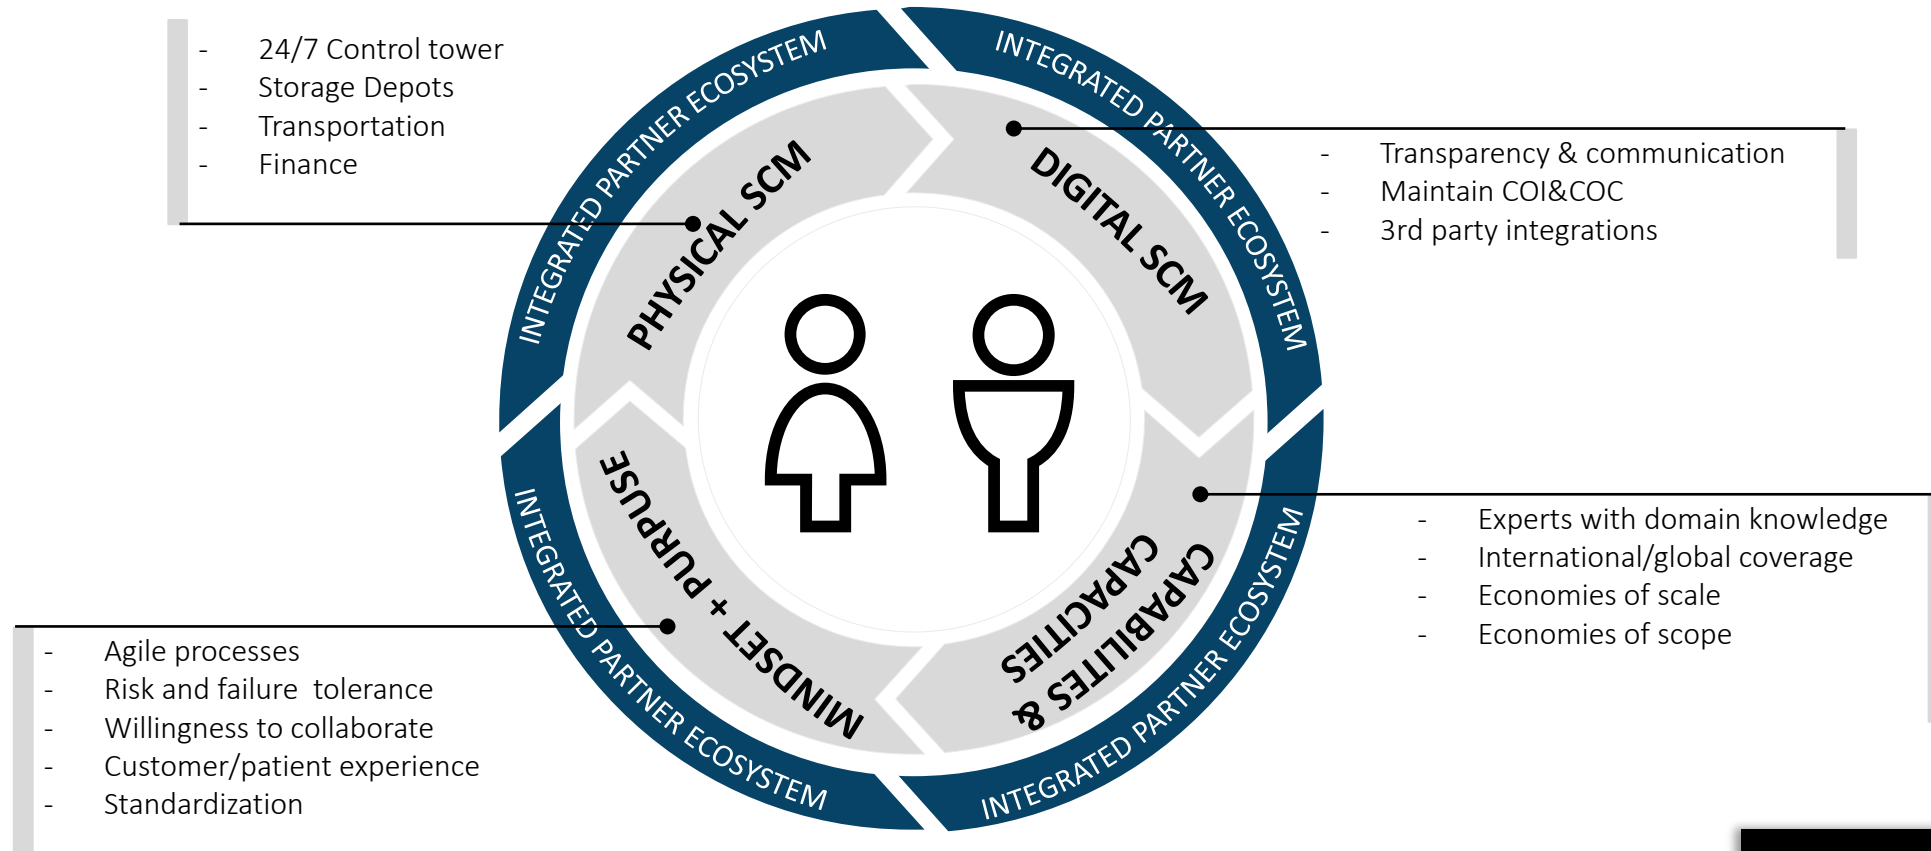 - 24/7 Control tower
- Storage Depots
- Transportation
- Finance
INTEGRATED PARTNER ECOSYSTEM
INTEGRATED PARTNER ECOSYSTEM
PHYSICAL SCM
DIGITAL SCM
- Transparency & communication
- Maintain COI&COC
- 3rd party integrations
MINDSET + PURPUSE
CAPABILITES &
CAPACITIES
INTEGRATED PARTNER ECOSYSTEM
INTEGRATED PARTNER ECOSYSTEM
- Experts with domain knowledge
- International/global coverage
- Economies of scale
- Economies of scope
- Agile processes
- Risk and failure  tolerance
- Willingness to collaborate
- Customer/patient experience
- Standardization